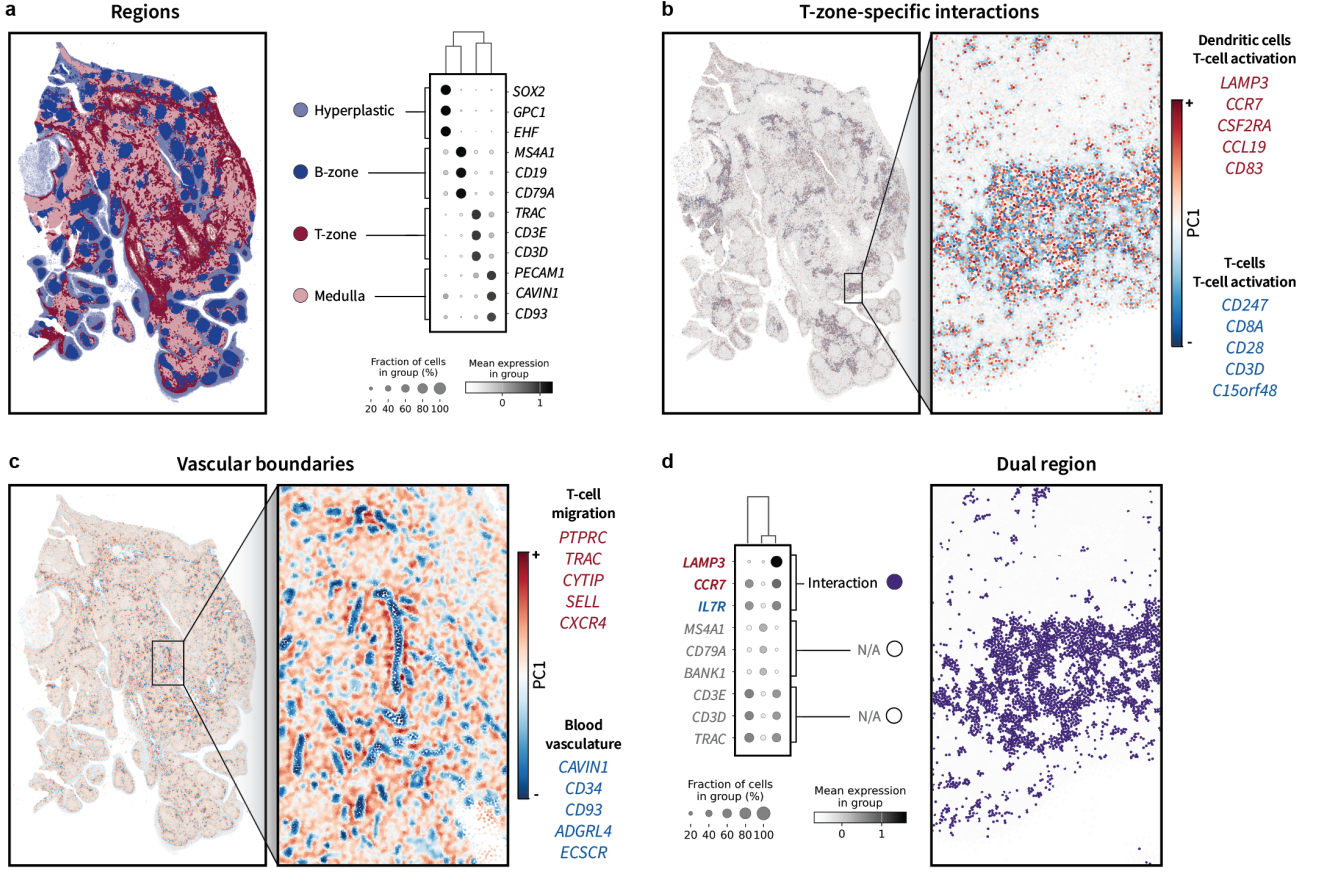 a
Regions
Hyperplastic
B-zone
T-zone
Medulla
SOX2
GPC1
EHF
MS4A1
CD19
CD79A
TRAC
CD3E
CD3D
PECAM1
CAVIN1
CD93
Fraction of cells
in group (%)
20 40 60 80 100
Mean expression
in group
0 1
b
T-zone-specific interactions
Dendritic cells
T-cell activation
LAMP3
CCR7
CSF2RA
CCL19
CD83
+
PC1
-
T-cells
T-cell activation
CD247
CD8A
CD28
CD3D
C15orf48
c
Vascular boundaries
T-cell
migration
PTPRC
TRAC
CYTIP
SELL
CXCR4
+
PC1
-
Blood
vasculature
CAVIN1
CD34
CD93
ADGRL4
ECSCR
d
Dual region
LAMP3
CCR7
IL7R
MS4A1
CD79A
BANK1
CD3E
CD3D
TRAC
Interaction
N/A
N/A
Fraction of cells
in group (%)
20 40 60 80 100
Mean expression
in group
0 1